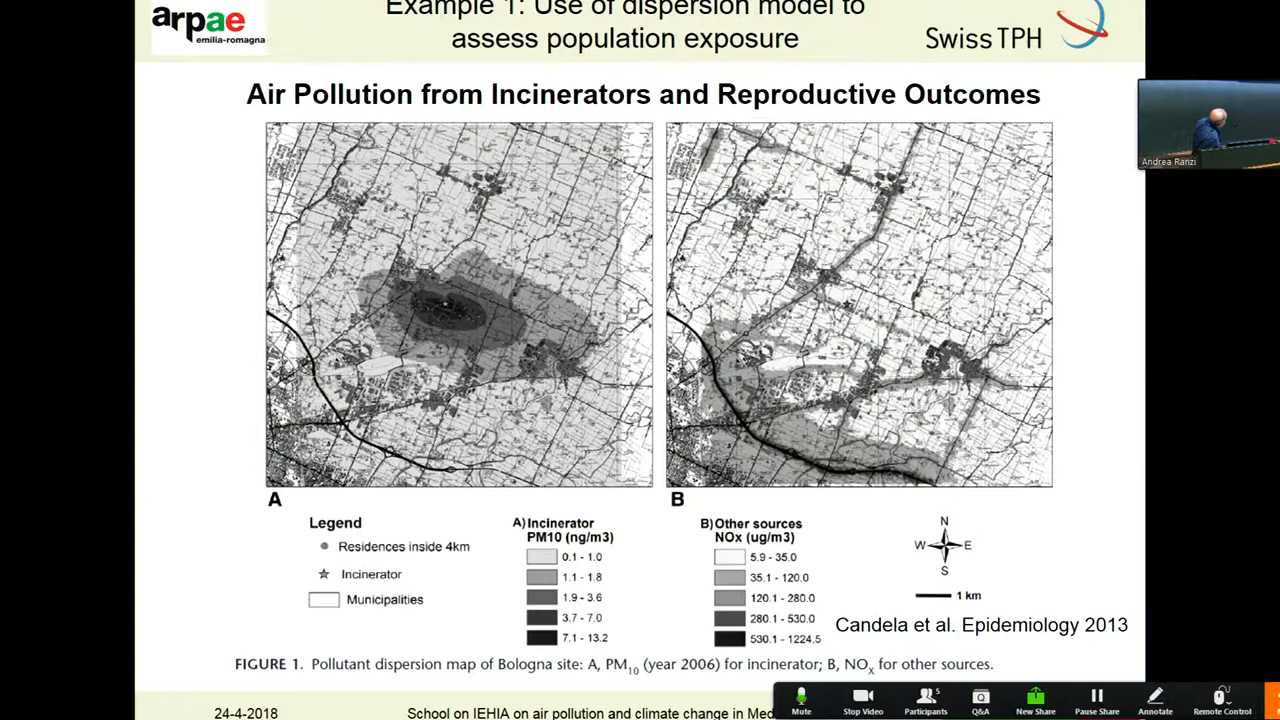 arpae
emilia-romagna
Example 1: Use of dispersion model to
assess population exposure
Swiss TPH
Air Pollution from Incinerators and Reproductive Outcomes
Andrea Ranzi
A
B
Legend
Residences inside 4km
Incinerator
Municipalities
A) Incinerator
PM10 (ng/m3)
0.1 - 1.0
1.1 - 1.8
1.9 - 3.6
3.7 - 7.0
7.1 - 13.2
B) Other sources
NOx (ug/m3)
5.9 - 35.0
35.1 - 120.0
120.1 - 280.0
280.1 - 530.0
530.1 - 1224.5
N
W E
S
1 km
Candela et al. Epidemiology 2013
FIGURE 1. Pollutant dispersion map of Bologna site: A, PM10 (year 2006) for incinerator; B, NOX for other sources.
24-4-2018
School on IEHIA on air pollution and climate change in Med
Mute
Stop Video
Participants
5
Q&A
New Share
Pause Share
Annotate
Remote Control